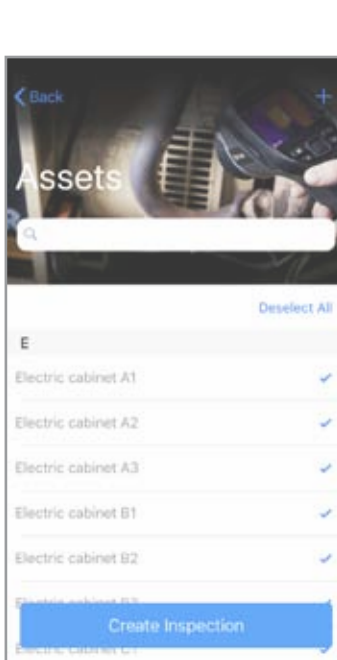 Back
Assets
Deselect All
E
Electric cabinet A1
Electric cabinet A2
Electric cabinet A3
Electric cabinet B1
Electric cabinet B2
Create Inspection